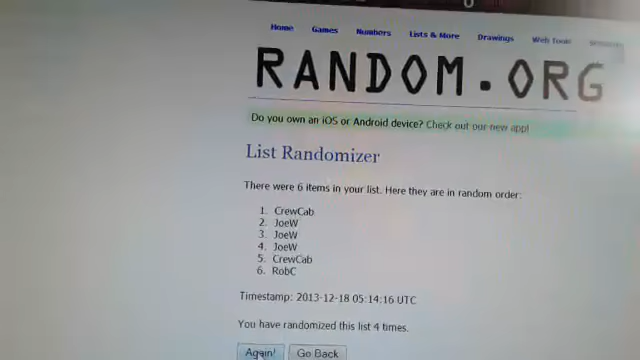 Home Games Numbers Lists & More Drawings Web Tools
RANDOM.ORG
Do you own an iOS or Android device? Check out our new app!
List Randomizer
There were 6 items in your list. Here they are in random order:
1. CrewCab
2. JoeW
3. JoeW
4. JoeW
5. CrewCab
6. RobC
Timestamp: 2013-12-18 05:14:16 UTC
You have randomized this list 4 times.
Again! Go Back